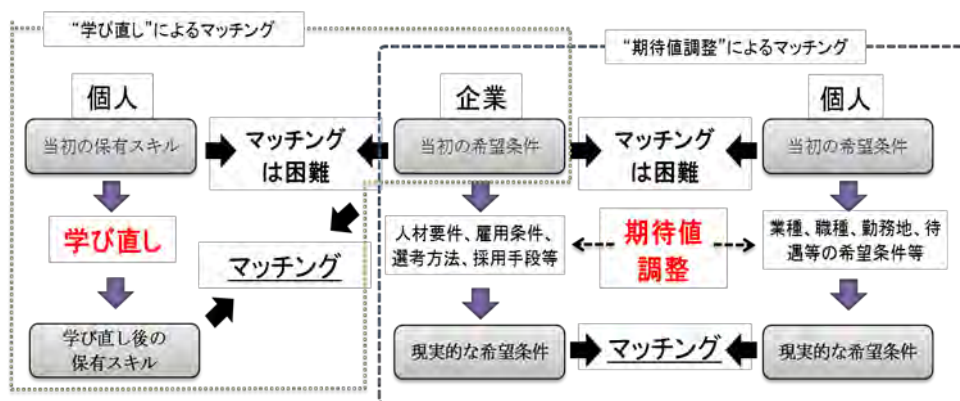 “学び直し”によるマッチング
“期待値調整”によるマッチング
個人
当初の保有スキル
マッチング
は困難
企業
当初の希望条件
マッチング
は困難
個人
当初の希望条件
学び直し
マッチング
人材要件、雇用条件、
選考方法、採用手段等
期待値
調整
業種、職種、勤務地、待
遇等の希望条件等
学び直し後の
保有スキル
現実的な希望条件
マッチング
現実的な希望条件